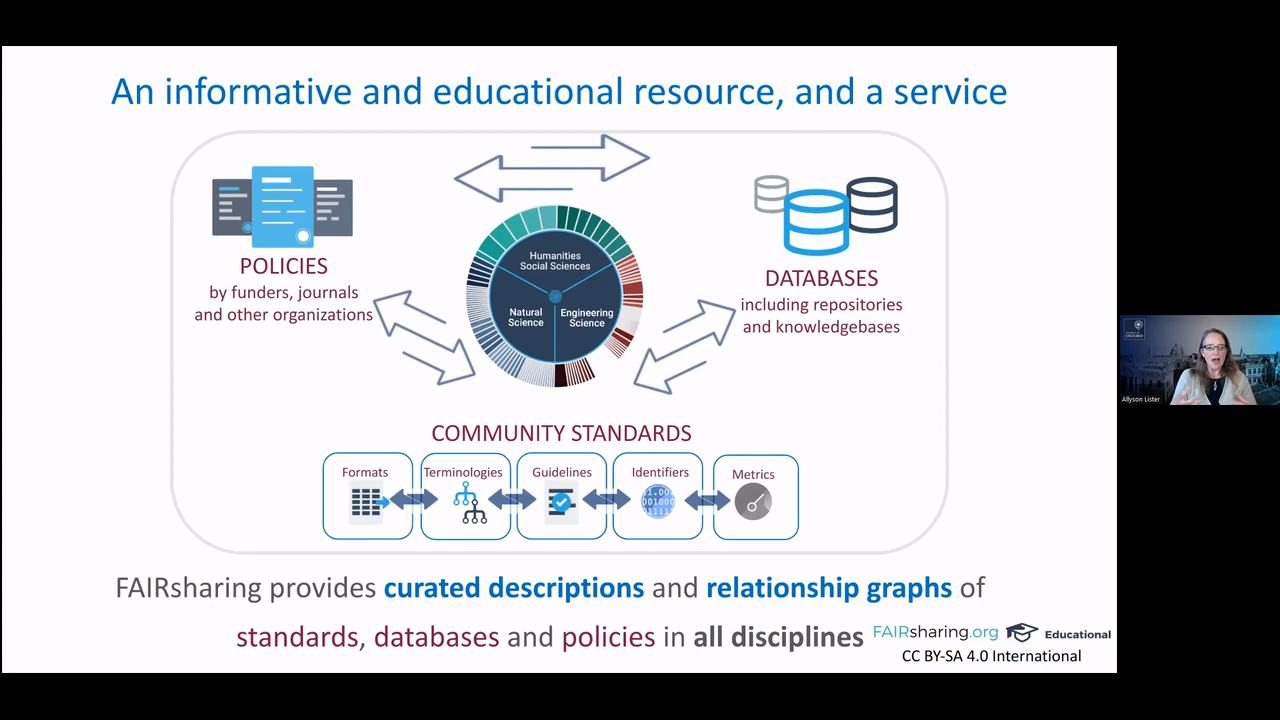 An informative and educational resource, and a service
POLICIES
by funders, journals
and other organizations
Humanities
Social Sciences
Natural
Science
Engineering
Science
DATABASES
including repositories
and knowledgebases
COMMUNITY STANDARDS
Formats
Terminologies
Guidelines
Identifiers
Metrics
FAIRsharing provides curated descriptions and relationship graphs of
standards, databases and policies in all disciplines
FAIRsharing.org Educational
CC BY-SA 4.0 International
OXFORD
Allyson Lister